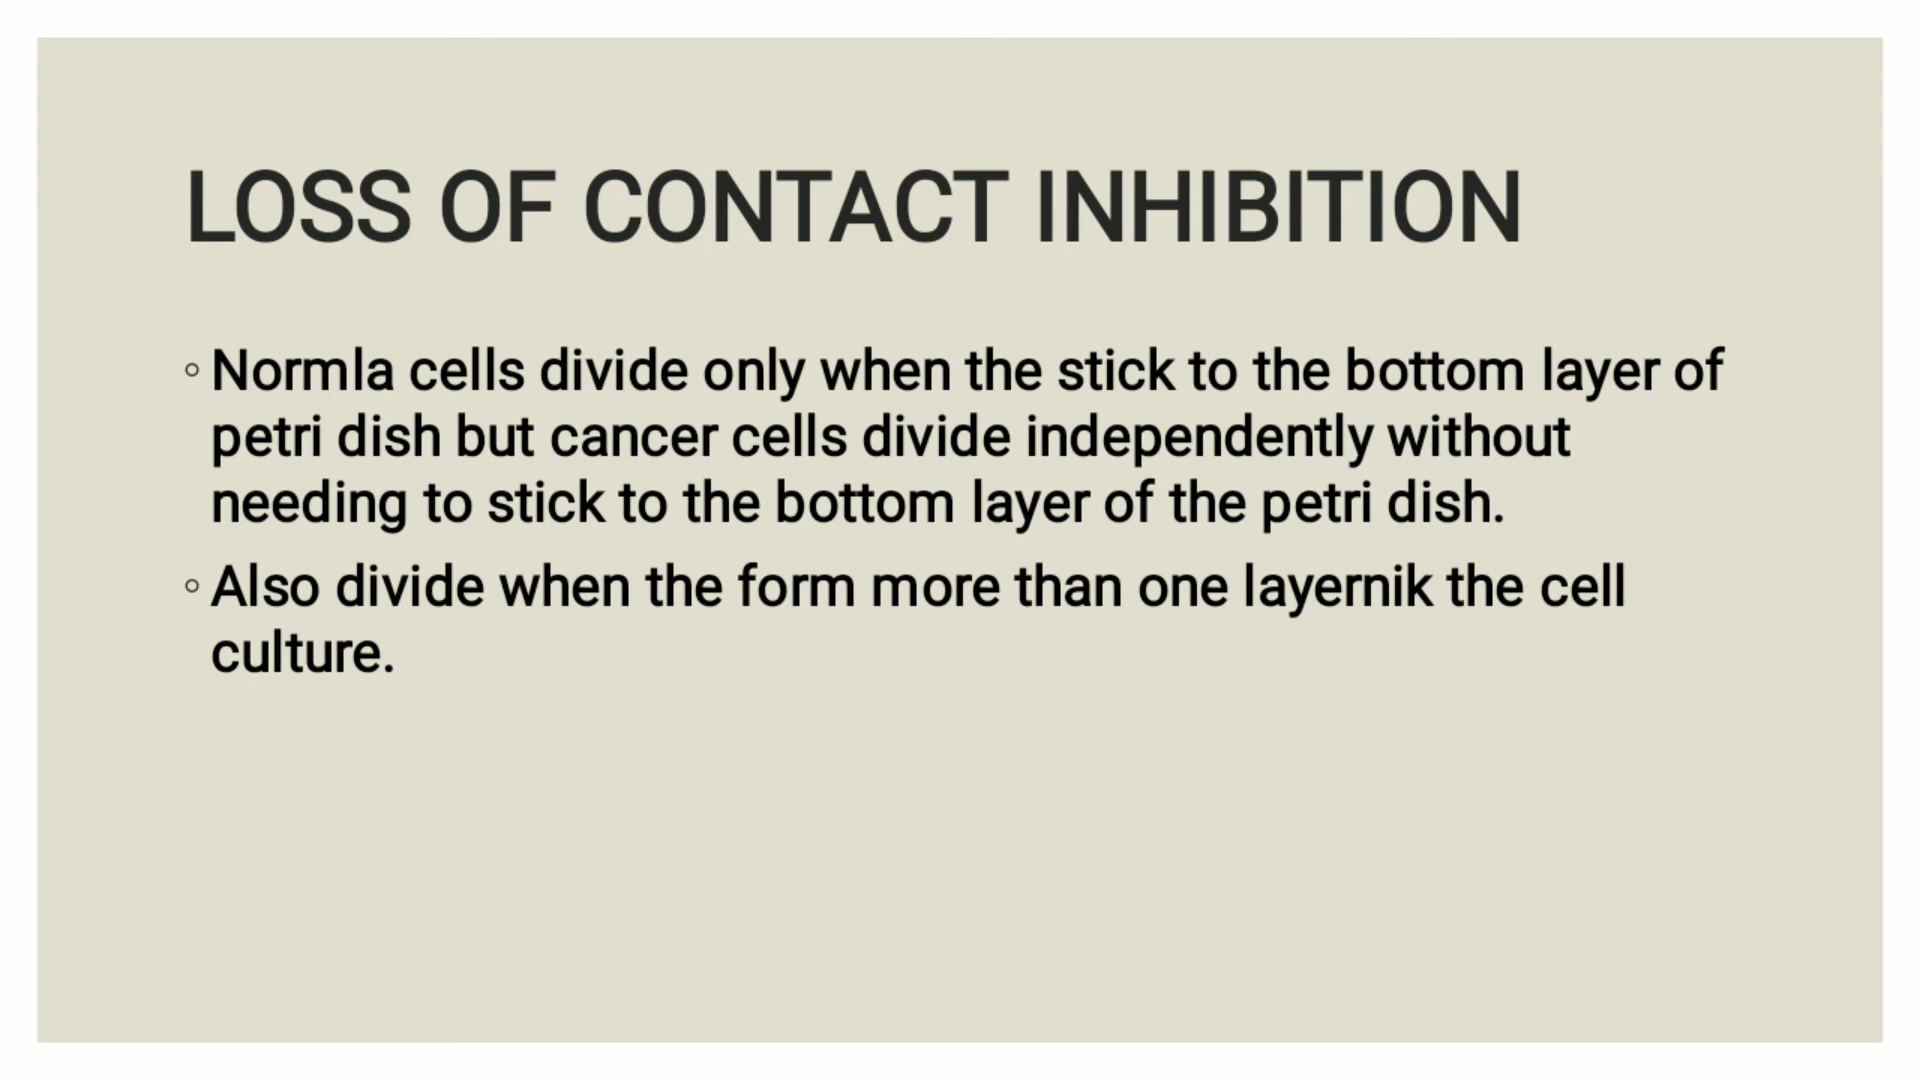 LOSS OF CONTACT INHIBITION
◦ Normla cells divide only when the stick to the bottom layer of
petri dish but cancer cells divide independently without
needing to stick to the bottom layer of the petri dish.
◦ Also divide when the form more than one layernik the cell
culture.